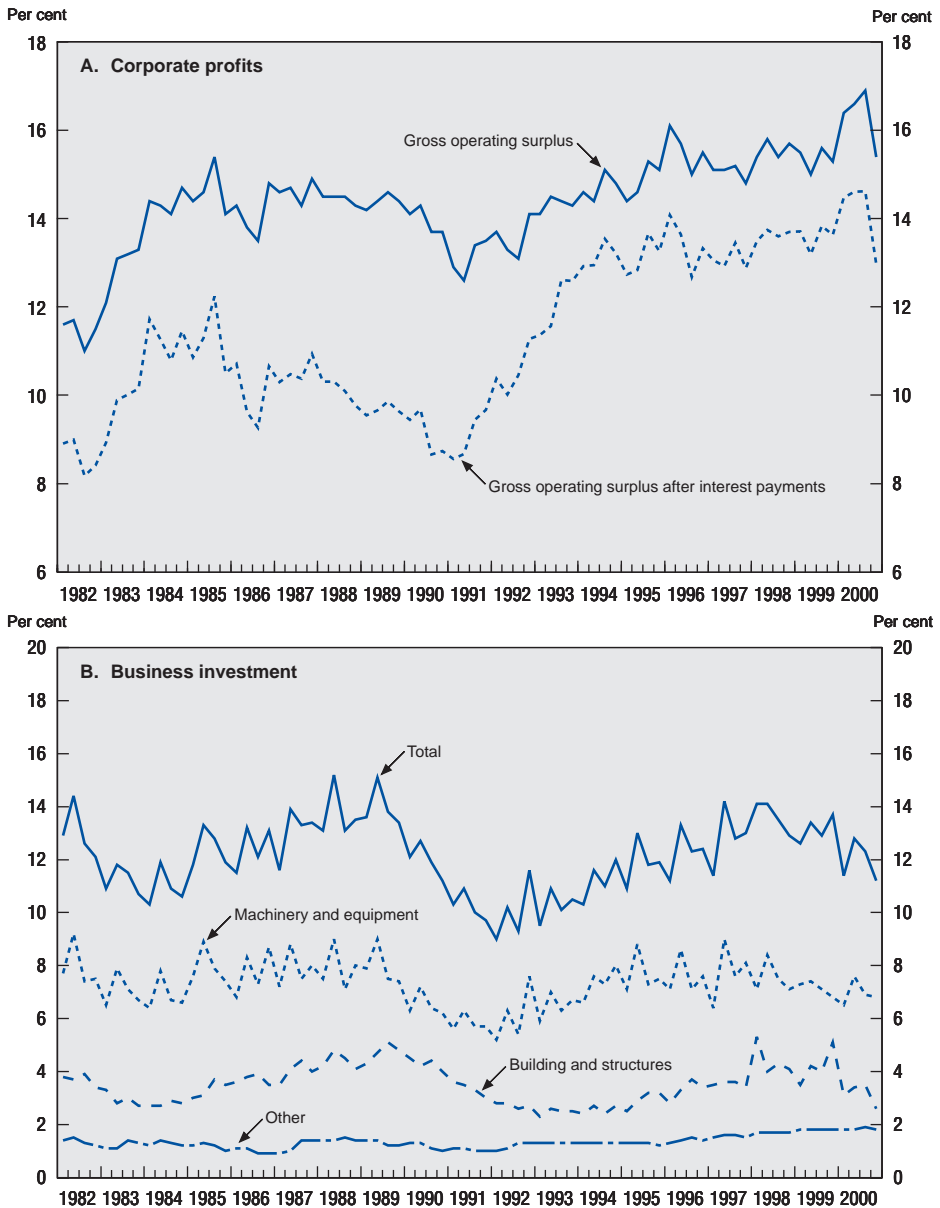 Per cent Per cent
18 18
A. Corporate profits
16 16
Gross operating surplus
14 14
12 12
10 10
8 8
Gross operating surplus after interest payments
6 6
1982 1983 1984 1985 1986 1987 1988 1989 1990 1991 1992 1993 1994 1995 1996 1997 1998 1999 2000
Per cent Per cent
20 20
B. Business investment
18 18
16 16
Total
14 14
12 12
10 10
Machinery and equipment
8 8
6 6
Building and structures
4 4
Other
2 2
0 0
1982 1983 1984 1985 1986 1987 1988 1989 1990 1991 1992 1993 1994 1995 1996 1997 1998 1999 2000